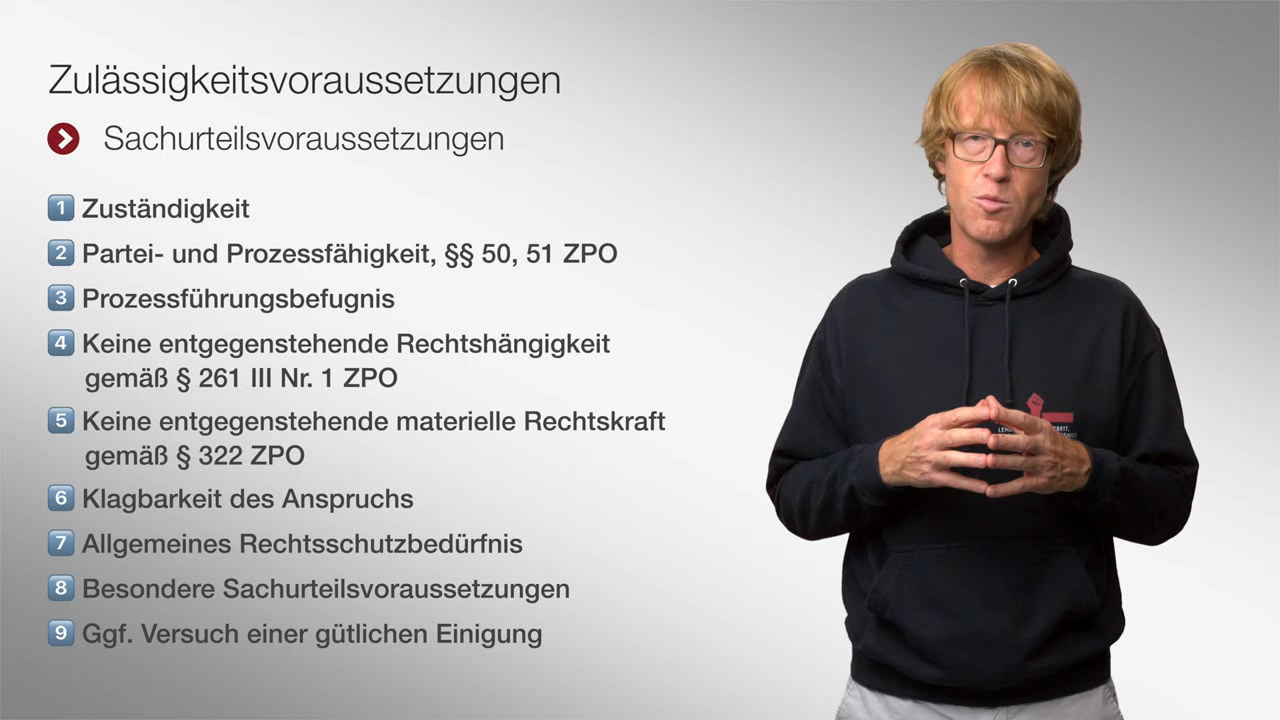 Zulässigkeitsvoraussetzungen
Sachurteilsvoraussetzungen
1 Zuständigkeit
2 Partei- und Prozessfähigkeit, §§ 50, 51 ZPO
3 Prozessführungsbefugnis
4 Keine entgegenstehende Rechtshängigkeit
gemäß § 261 III Nr. 1 ZPO
5 Keine entgegenstehende materielle Rechtskraft
gemäß § 322 ZPO
6 Klagbarkeit des Anspruchs
7 Allgemeines Rechtsschutzbedürfnis
8 Besondere Sachurteilsvoraussetzungen
9 Ggf. Versuch einer gütlichen Einigung